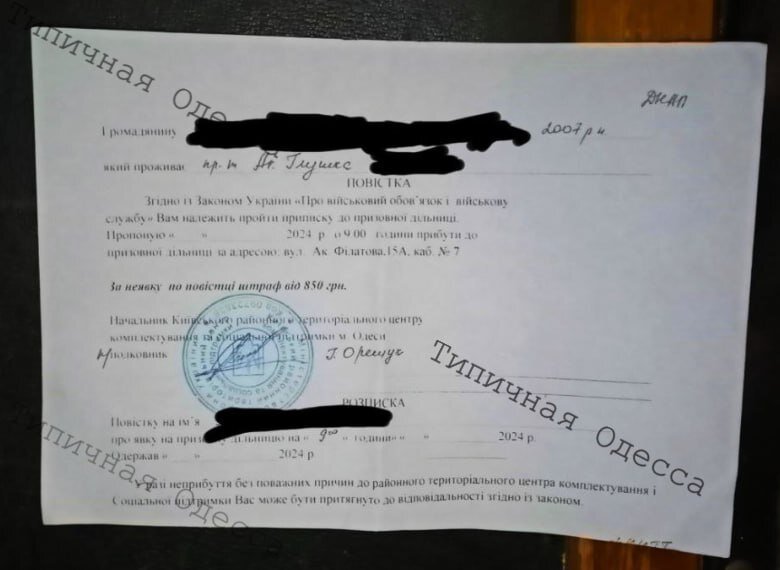 Типичная Одесса
ДНАП
Громадянину 2007 р н
який проживає пр-т Ак. Глушко
ПОВІСТКА
Згідно із Законом України «Про військовий обов'язок і військову
службу» Вам належить пройти приписку до призовної дільниці.
Пропоную « » 2024 р о 9.00 години прибути до
призовної дільниці за адресою: вул. Ак Філатова,15А, каб. № 7
За неявку по повістці штраф від 850 грн.
Начальник Київського районного територіального центру
комплектування та соціальної підтримки м. Одеси
підполковник Г. Орещук
Типичная Одесса
РОЗПИСКА
Повістку на ім'я
про явку на призовну дільницю на « 9⁰⁰ » години « » 2024 р.
Одержав « » 2024 р
Типичная Одесса
У разі неприбуття без поважних причин до районного територіального центра комплектування і
Соціальної підтримки Вас може бути притягнуто до відповідальності згідно із законом.